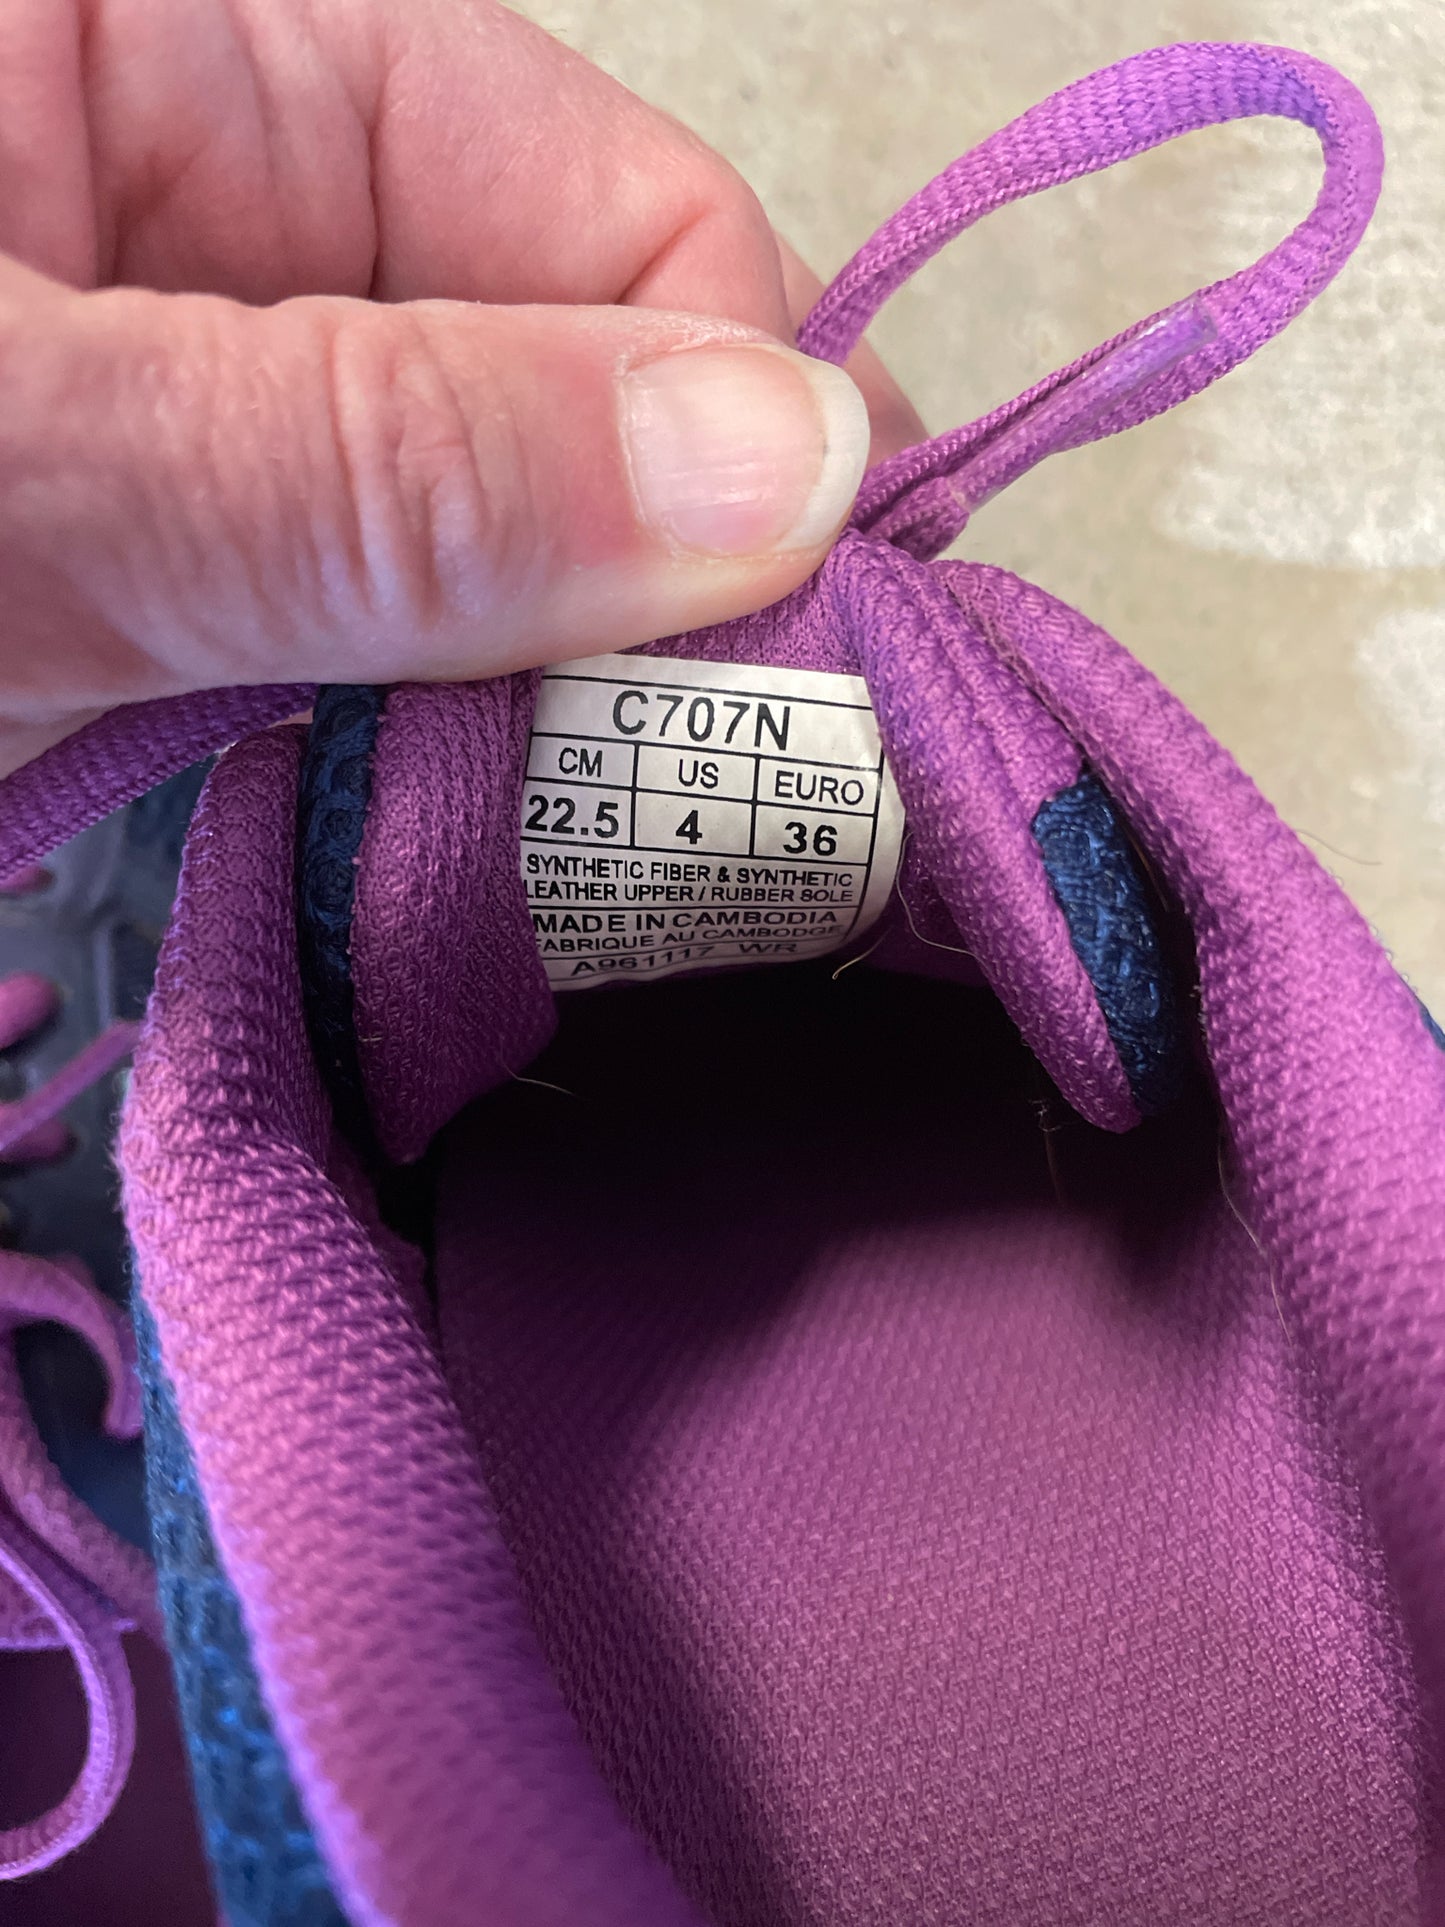 C707N
CM US EURO
22.5 4 36
SYNTHETIC FIBER & SYNTHETIC
LEATHER UPPER / RUBBER SOLE
MADE IN CAMBODIA
FABRIQUE AU CAMBODGE
A961117 WR